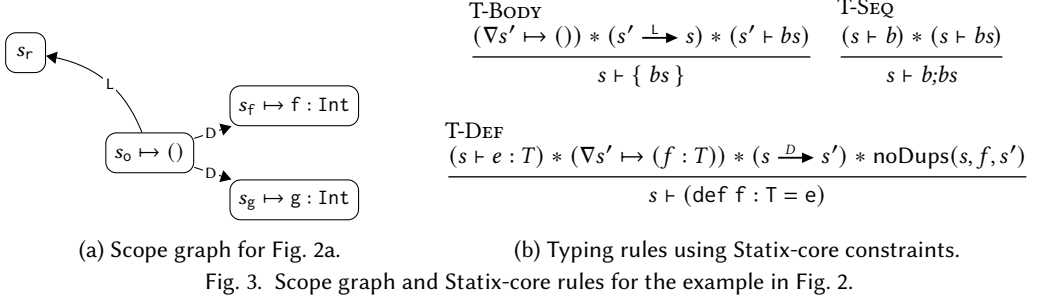 s_r
L
s_o ↦ ()
D
s_f ↦ f : Int
D
s_g ↦ g : Int
(a) Scope graph for Fig. 2a.
T-Body
(∇s′ ↦ ()) * (s′ —L→ s) * (s′ ⊢ bs)
s ⊢ { bs }
T-Seq
(s ⊢ b) * (s ⊢ bs)
s ⊢ b;bs
T-Def
(s ⊢ e : T) * (∇s′ ↦ (f : T)) * (s —D→ s′) * noDups(s, f, s′)
s ⊢ (def f : T = e)
(b) Typing rules using Statix-core constraints.
Fig. 3. Scope graph and Statix-core rules for the example in Fig. 2.